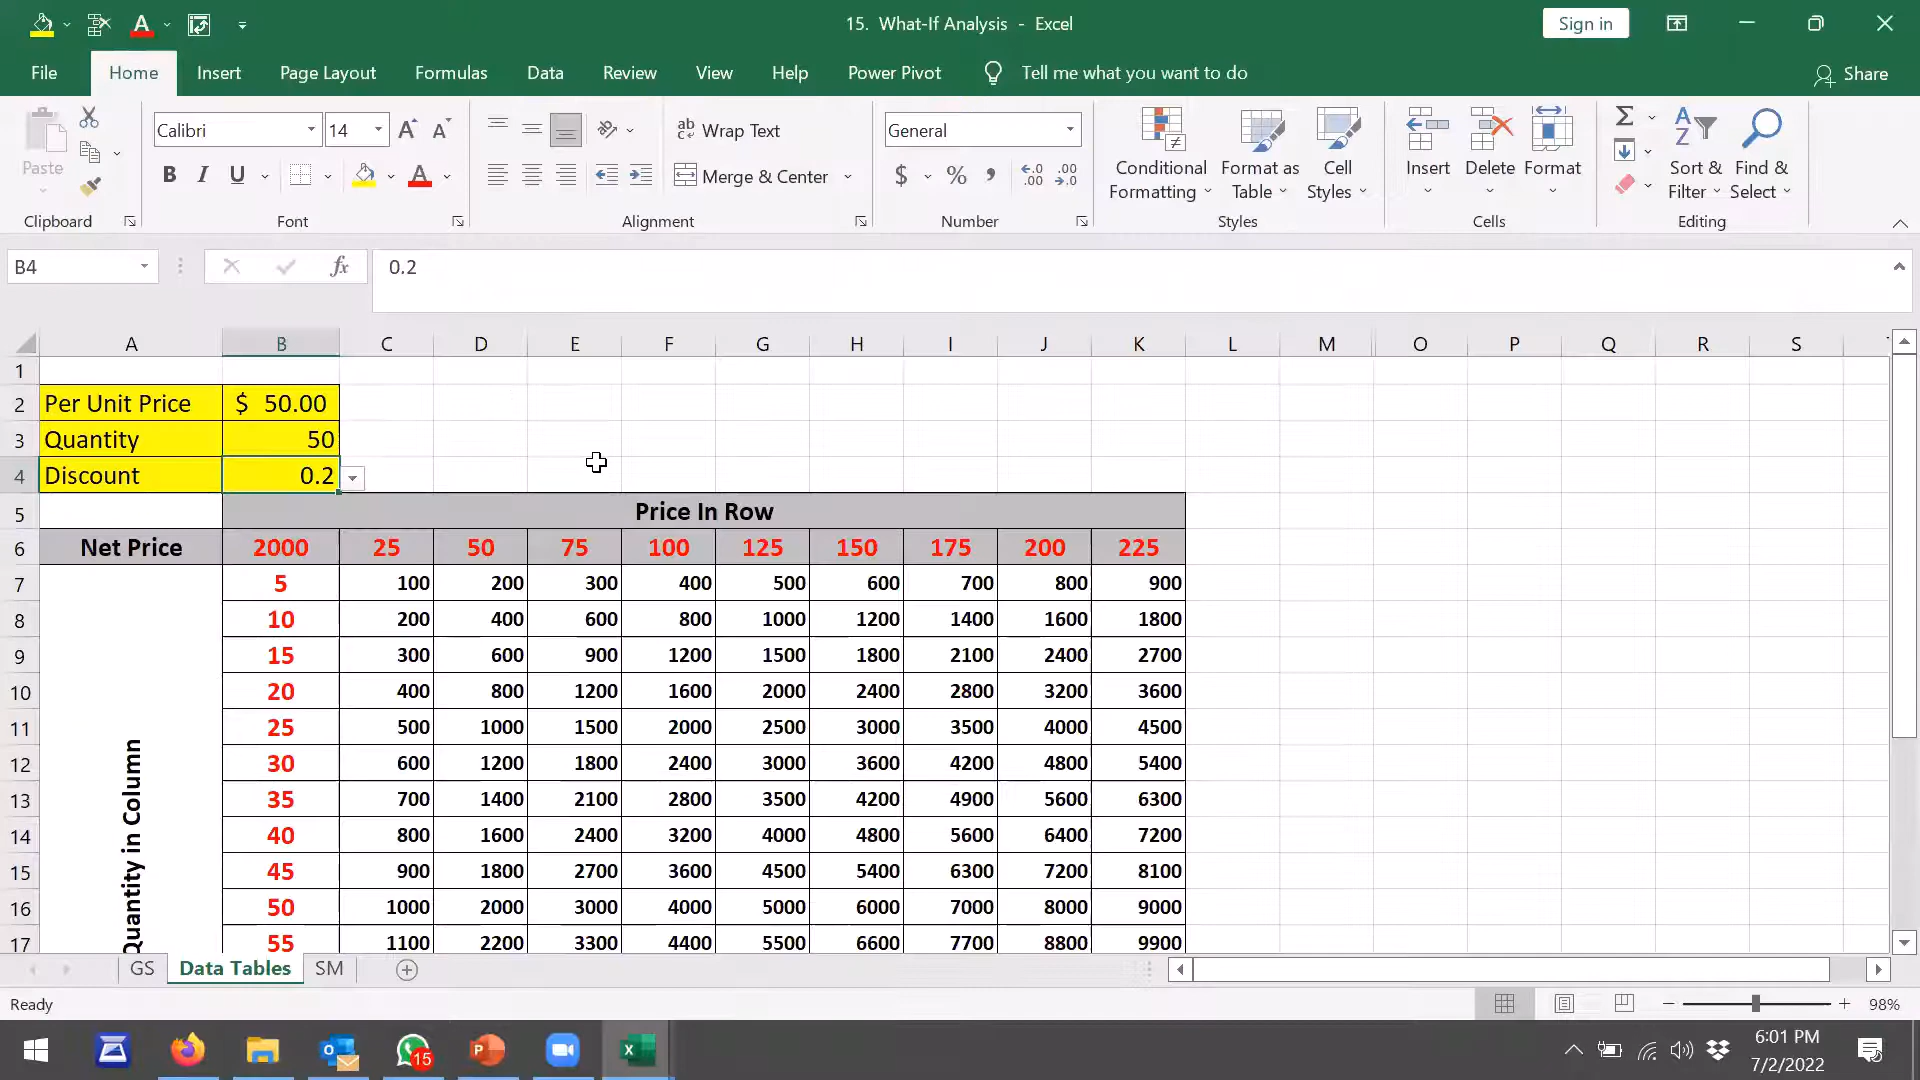 15. What-If Analysis - Excel
Sign in
File Home Insert Page Layout Formulas Data Review View Help Power Pivot Tell me what you want to do Share
Paste
Clipboard
Calibri 14
B I U
Font
Wrap Text
Merge & Center
Alignment
General
$ % ,
Number
Conditional Formatting
Format as Table
Cell Styles
Styles
Insert
Delete
Format
Cells
Sort & Filter
Find & Select
Editing
B4 fx 0.2
A B C D E F G H I J K L M N O P Q R S
1
2 Per Unit Price $ 50.00
3 Quantity 50
4 Discount 0.2
5 Price In Row
6 Net Price 2000 25 50 75 100 125 150 175 200 225
7 5 100 200 300 400 500 600 700 800 900
8 10 200 400 600 800 1000 1200 1400 1600 1800
9 15 300 600 900 1200 1500 1800 2100 2400 2700
10 20 400 800 1200 1600 2000 2400 2800 3200 3600
11 25 500 1000 1500 2000 2500 3000 3500 4000 4500
12 30 600 1200 1800 2400 3000 3600 4200 4800 5400
13 35 700 1400 2100 2800 3500 4200 4900 5600 6300
14 40 800 1600 2400 3200 4000 4800 5600 6400 7200
15 45 900 1800 2700 3600 4500 5400 6300 7200 8100
16 50 1000 2000 3000 4000 5000 6000 7000 8000 9000
17 55 1100 2200 3300 4400 5500 6600 7700 8800 9900
Quantity in Column
GS Data Tables SM
Ready
98%
15
6:01 PM
7/2/2022